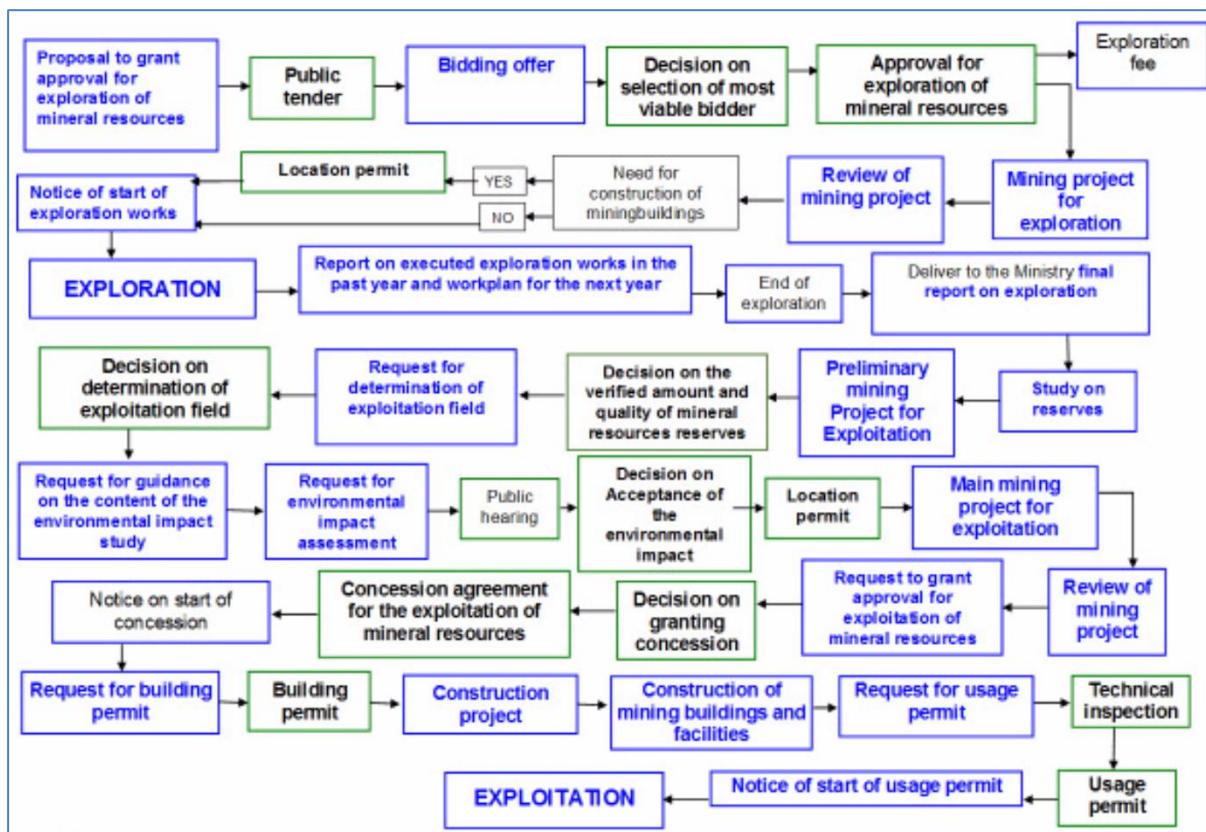 Proposal to grant
approval for
exploration of
mineral resources
Public
tender
Bidding offer
Decision on
selection of most
viable bidder
Approval for
exploration of
mineral resources
Exploration
fee
Notice of start of
exploration works
Location permit
YES
NO
Need for
construction of
miningbuildings
Review of
mining project
Mining project
for
exploration
EXPLORATION
Report on executed exploration works in the
past year and workplan for the next year
End of
exploration
Deliver to the Ministry final
report on exploration
Decision on
determination of
exploitation field
Request for
determination of
exploitation field
Decision on the
verified amount and
quality of mineral
resources reserves
Preliminary
mining
Project for
Exploitation
Study on
reserves
Request for guidance
on the content of the
environmental impact
study
Request for
environmental
impact
assessment
Public
hearing
Decision on
Acceptance of
the
environmental
impact
Location
permit
Main mining
project for
exploitation
Notice on start of
concession
Concession agreement
for the exploitation of
mineral resources
Decision on
granting
concession
Request to grant
approval for
exploitation of
mineral resources
Review of
mining
project
Request for building
permit
Building
permit
Construction
project
Construction of
mining buildings and
facilities
Request for usage
permit
Technical
inspection
EXPLOITATION
Notice of start of usage permit
Usage
permit